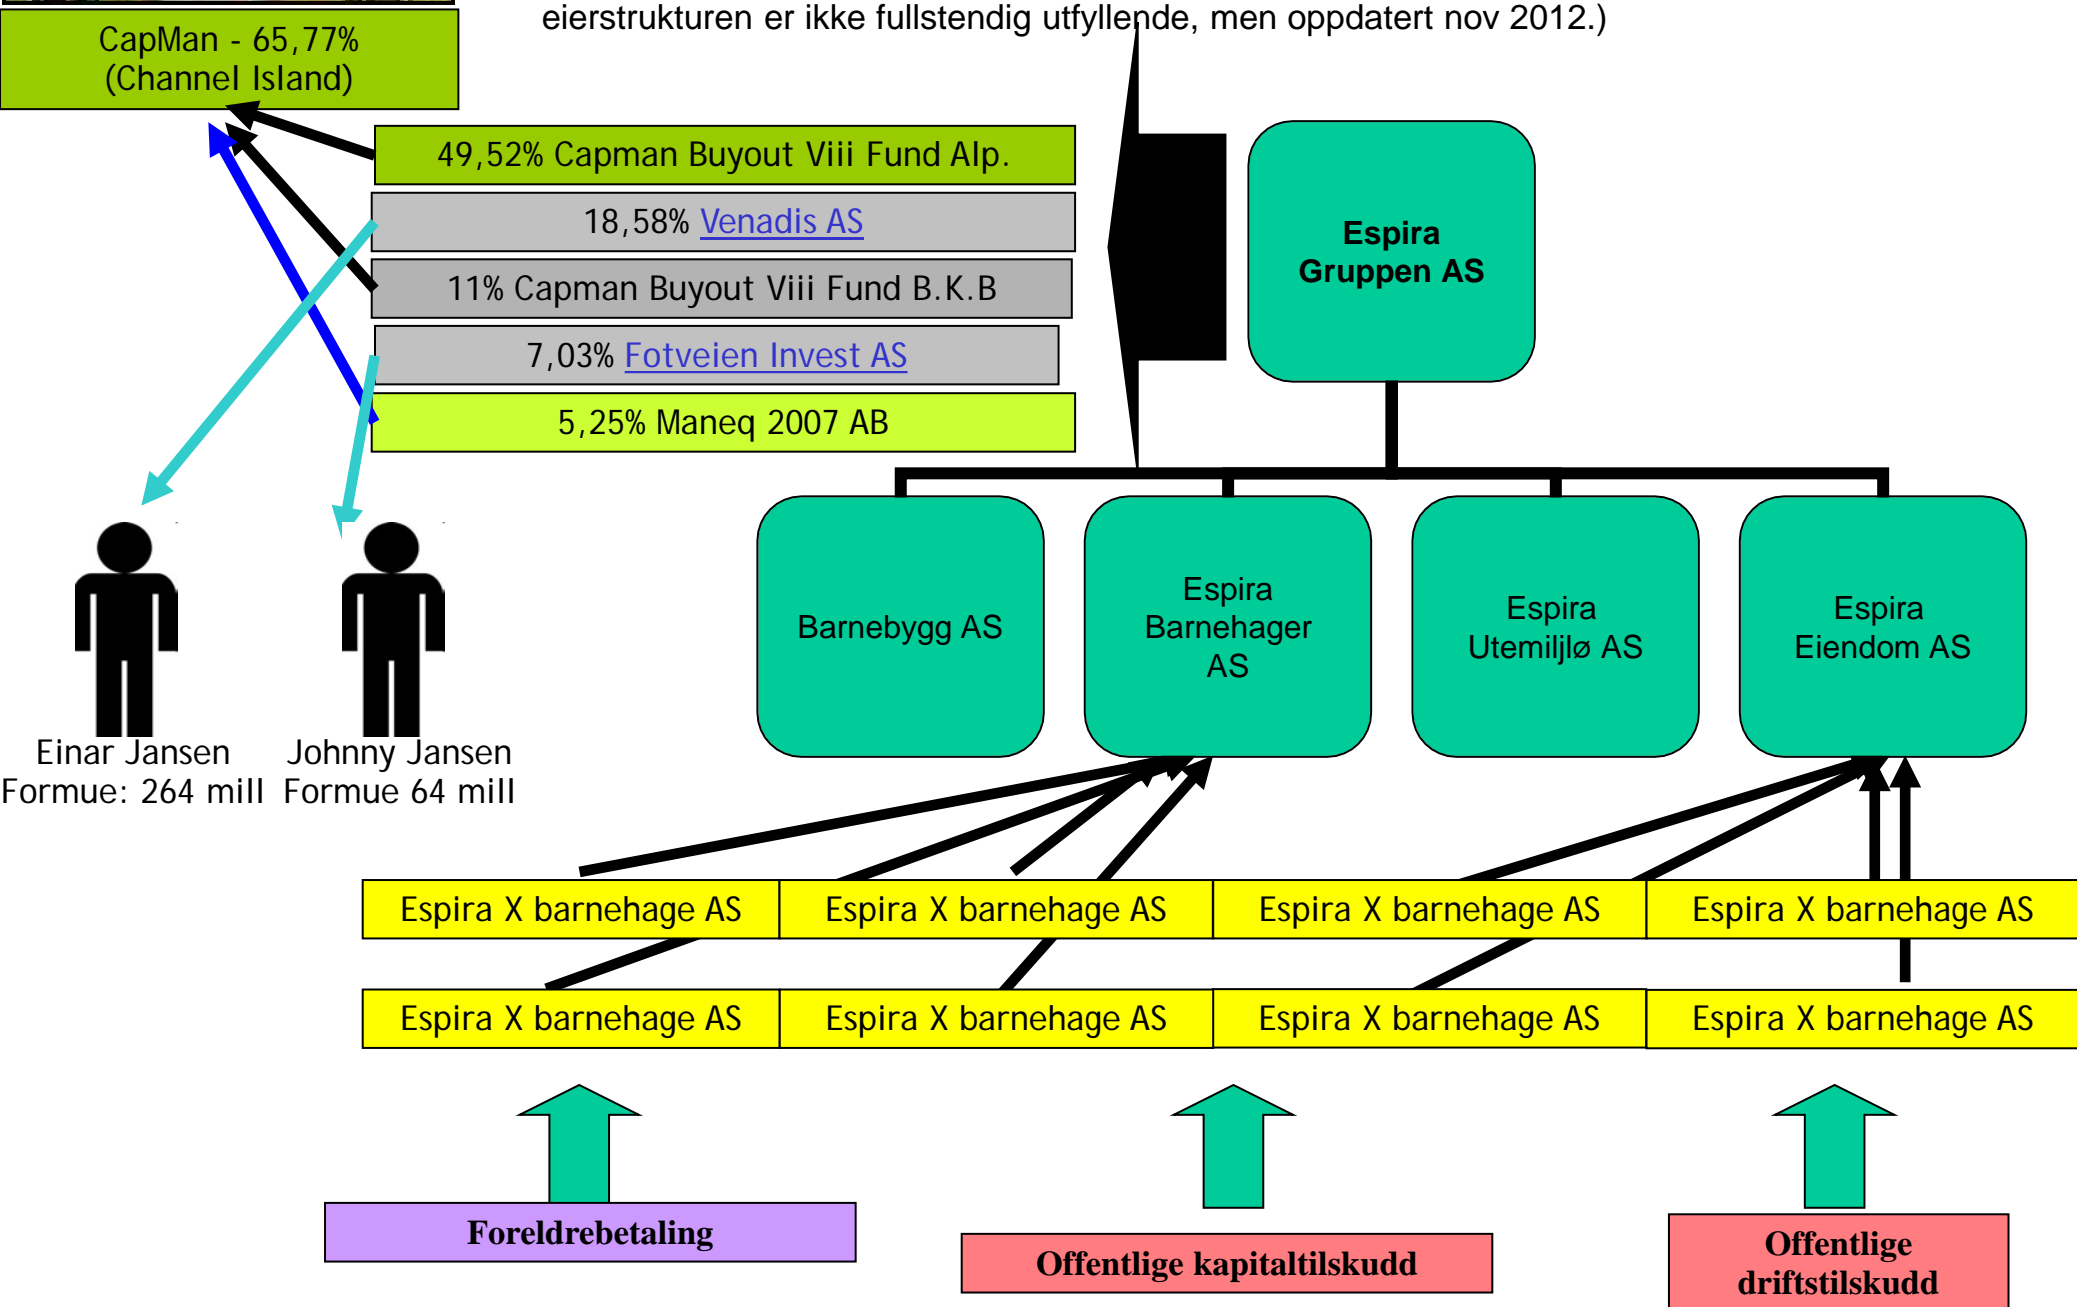 eierstrukturen er ikke fullstendig utfyllende, men oppdatert nov 2012.)
CapMan - 65,77%
(Channel Island)
49,52% Capman Buyout Viii Fund Alp.
18,58% Venadis AS
11% Capman Buyout Viii Fund B.K.B
7,03% Fotveien Invest AS
5,25% Maneq 2007 AB
Espira
Gruppen AS
Barnebygg AS
Espira
Barnehager
AS
Espira
Utemiljlø AS
Espira
Eiendom AS
Einar Jansen
Formue: 264 mill
Johnny Jansen
Formue 64 mill
Espira X barnehage AS
Espira X barnehage AS
Espira X barnehage AS
Espira X barnehage AS
Espira X barnehage AS
Espira X barnehage AS
Espira X barnehage AS
Espira X barnehage AS
Foreldrebetaling
Offentlige kapitaltilskudd
Offentlige
driftstilskudd